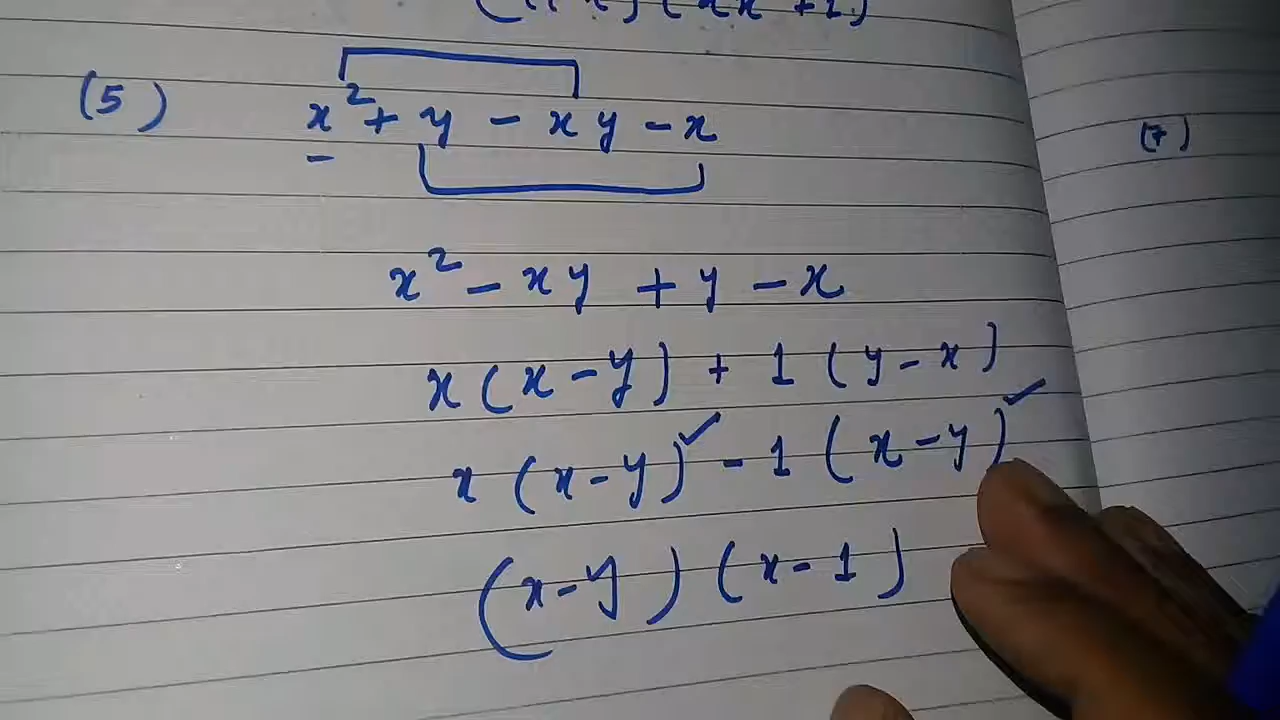 (5) x² + y - xy - x
(7)
x² - xy + y - x
x(x-y) + 1(y-x)
x(x-y) - 1(x-y)
(x-y)(x-1)